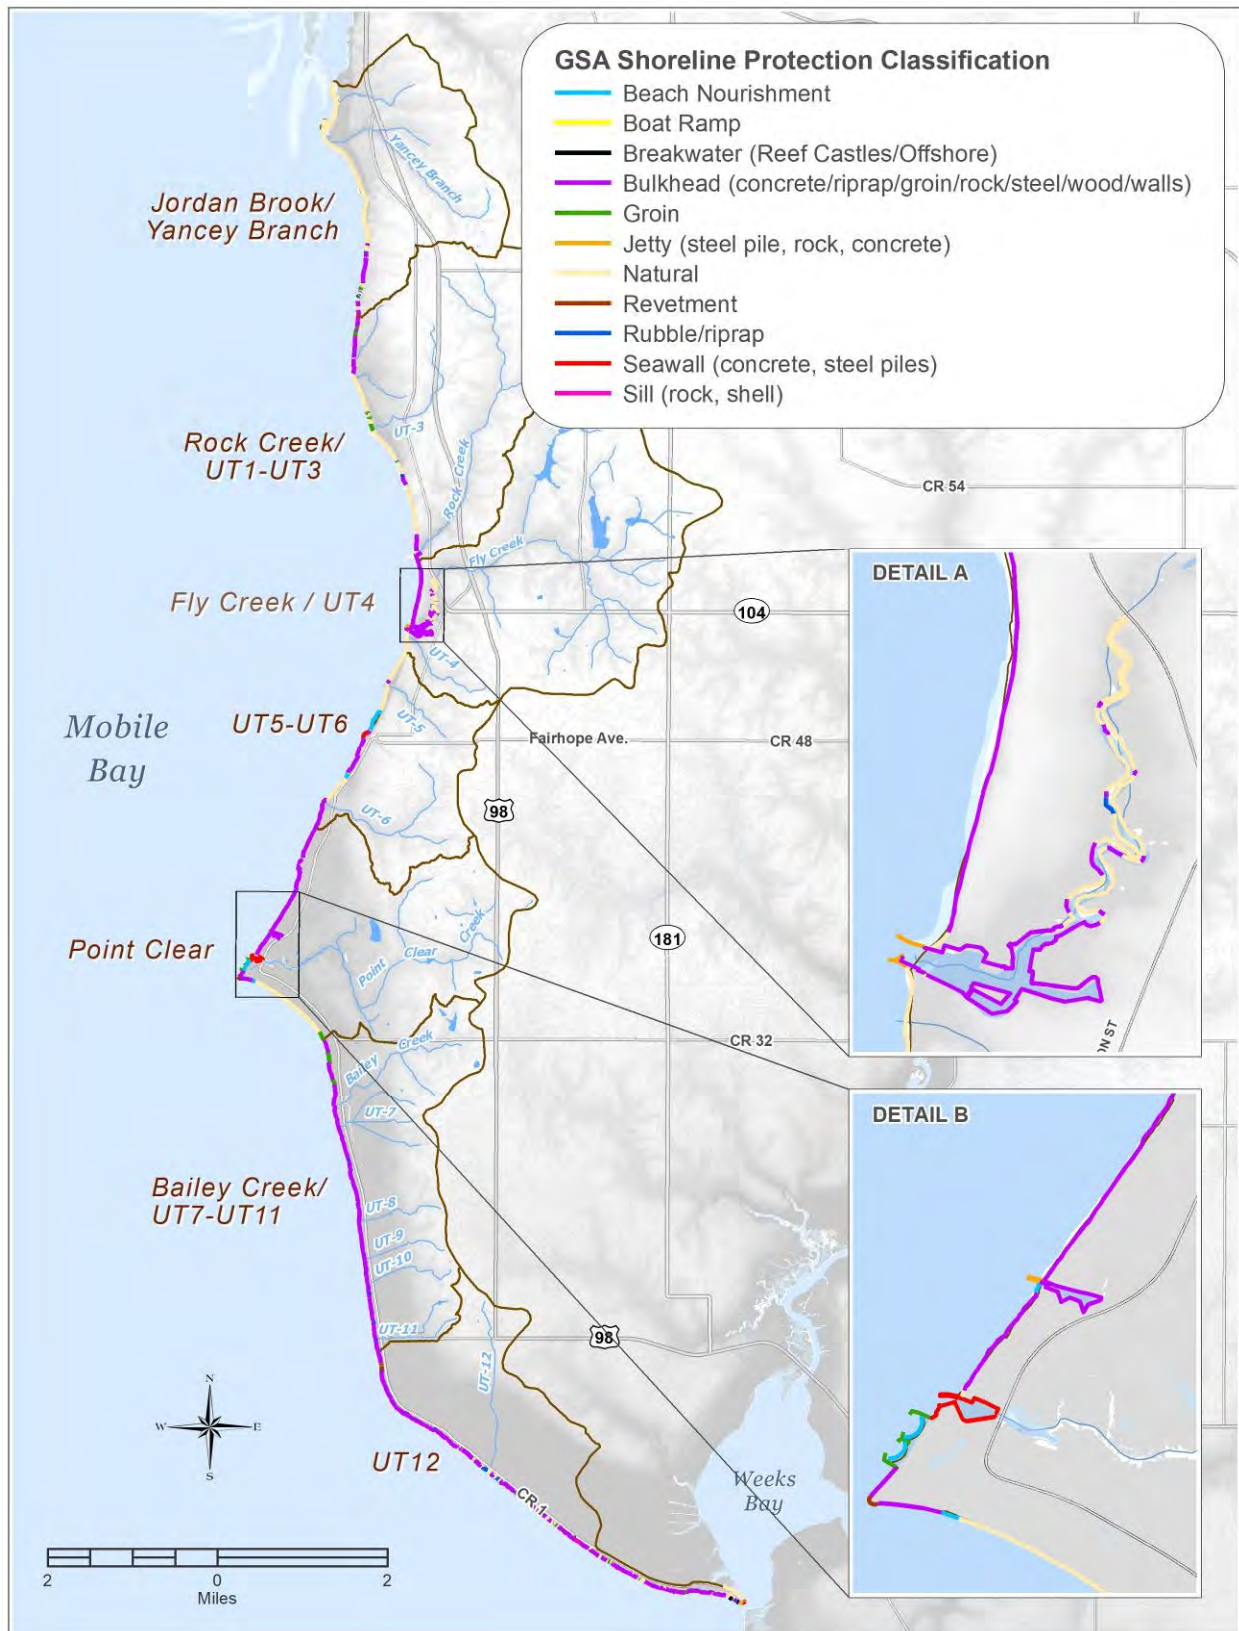 GSA Shoreline Protection Classification
Beach Nourishment
Boat Ramp
Breakwater (Reef Castles/Offshore)
Bulkhead (concrete/riprap/groin/rock/steel/wood/walls)
Groin
Jetty (steel pile, rock, concrete)
Natural
Revetment
Rubble/riprap
Seawall (concrete, steel piles)
Sill (rock, shell)
Yancey Branch
Jordan Brook/
Yancey Branch
UT-3
Rock Creek/
UT1-UT3
Rock Creek
CR 54
Fly Creek
DETAIL A
Fly Creek / UT4
104
UT-4
UT5-UT6
UT-5
Mobile
Bay
Fairhope Ave.
CR 48
98
UT-6
181
Point Clear
Point Clear Creek
ON ST
CR 32
Bailey Creek
UT-7
DETAIL B
Bailey Creek/
UT7-UT11
UT-8
UT-9
UT-10
UT-11
98
UT-12
N
W E
S
UT12
CR 1
Weeks
Bay
2 0 2
Miles